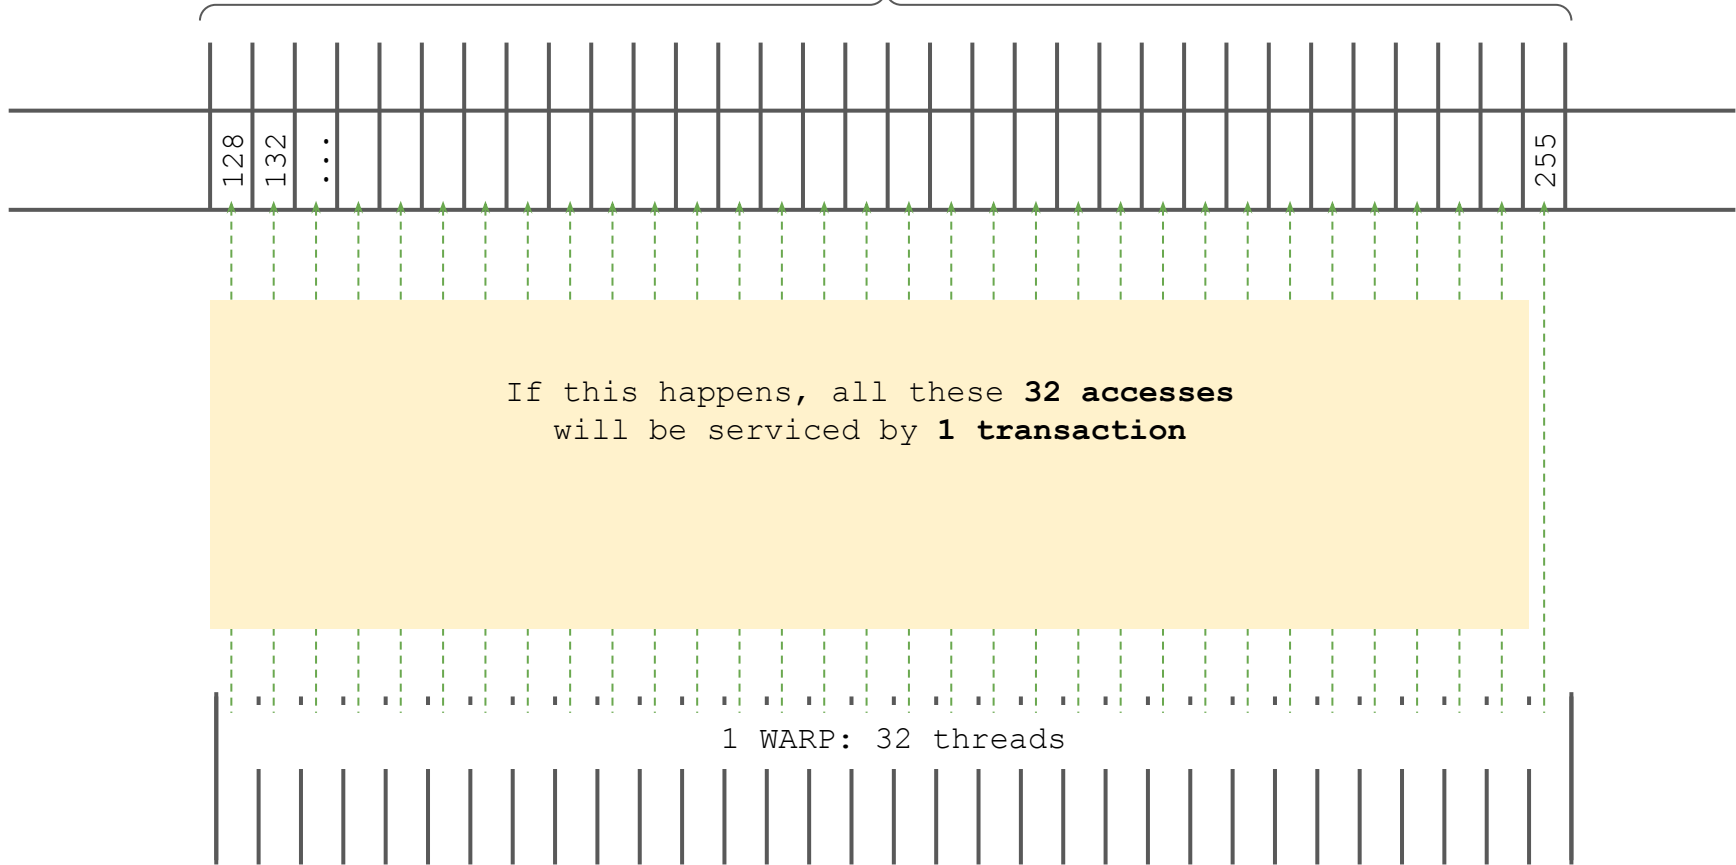 128
132
...
255
If this happens, all these 32 accesses
will be serviced by 1 transaction
1 WARP: 32 threads